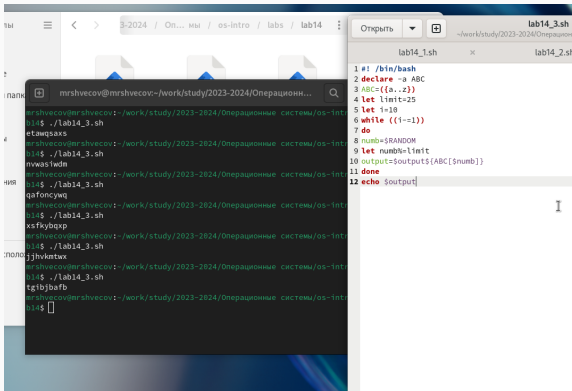 лы
3-2024 / Оп... мы / os-intro / labs / lab14
Открыть
lab14_3.sh
~/work/study/2023-2024/Операцион
lab14_1.sh × lab14_2.sh
е
папк
ы
ния
споло
mrshvecov@mrshvecov:~/work/study/2023-2024/Операционн...
mrshvecov@mrshvecov:~/work/study/2023-2024/Операционные системы/os-intr
b14$ ./lab14_3.sh
etawqsaxs
mrshvecov@mrshvecov:~/work/study/2023-2024/Операционные системы/os-intr
b14$ ./lab14_3.sh
nvwasiwdm
mrshvecov@mrshvecov:~/work/study/2023-2024/Операционные системы/os-intr
b14$ ./lab14_3.sh
qafoncywq
mrshvecov@mrshvecov:~/work/study/2023-2024/Операционные системы/os-intr
b14$ ./lab14_3.sh
xsfkybqxp
mrshvecov@mrshvecov:~/work/study/2023-2024/Операционные системы/os-intr
b14$ ./lab14_3.sh
jjhvkmtwx
mrshvecov@mrshvecov:~/work/study/2023-2024/Операционные системы/os-intr
b14$ ./lab14_3.sh
tgibjbafb
mrshvecov@mrshvecov:~/work/study/2023-2024/Операционные системы/os-intr
b14$
1 #! /bin/bash
2 declare -a ABC
3 ABC=({a..z})
4 let limit=25
5 let i=10
6 while ((i-=1))
7 do
8 numb=$RANDOM
9 let numb%=limit
10 output=$output${ABC[$numb]}
11 done
12 echo $output